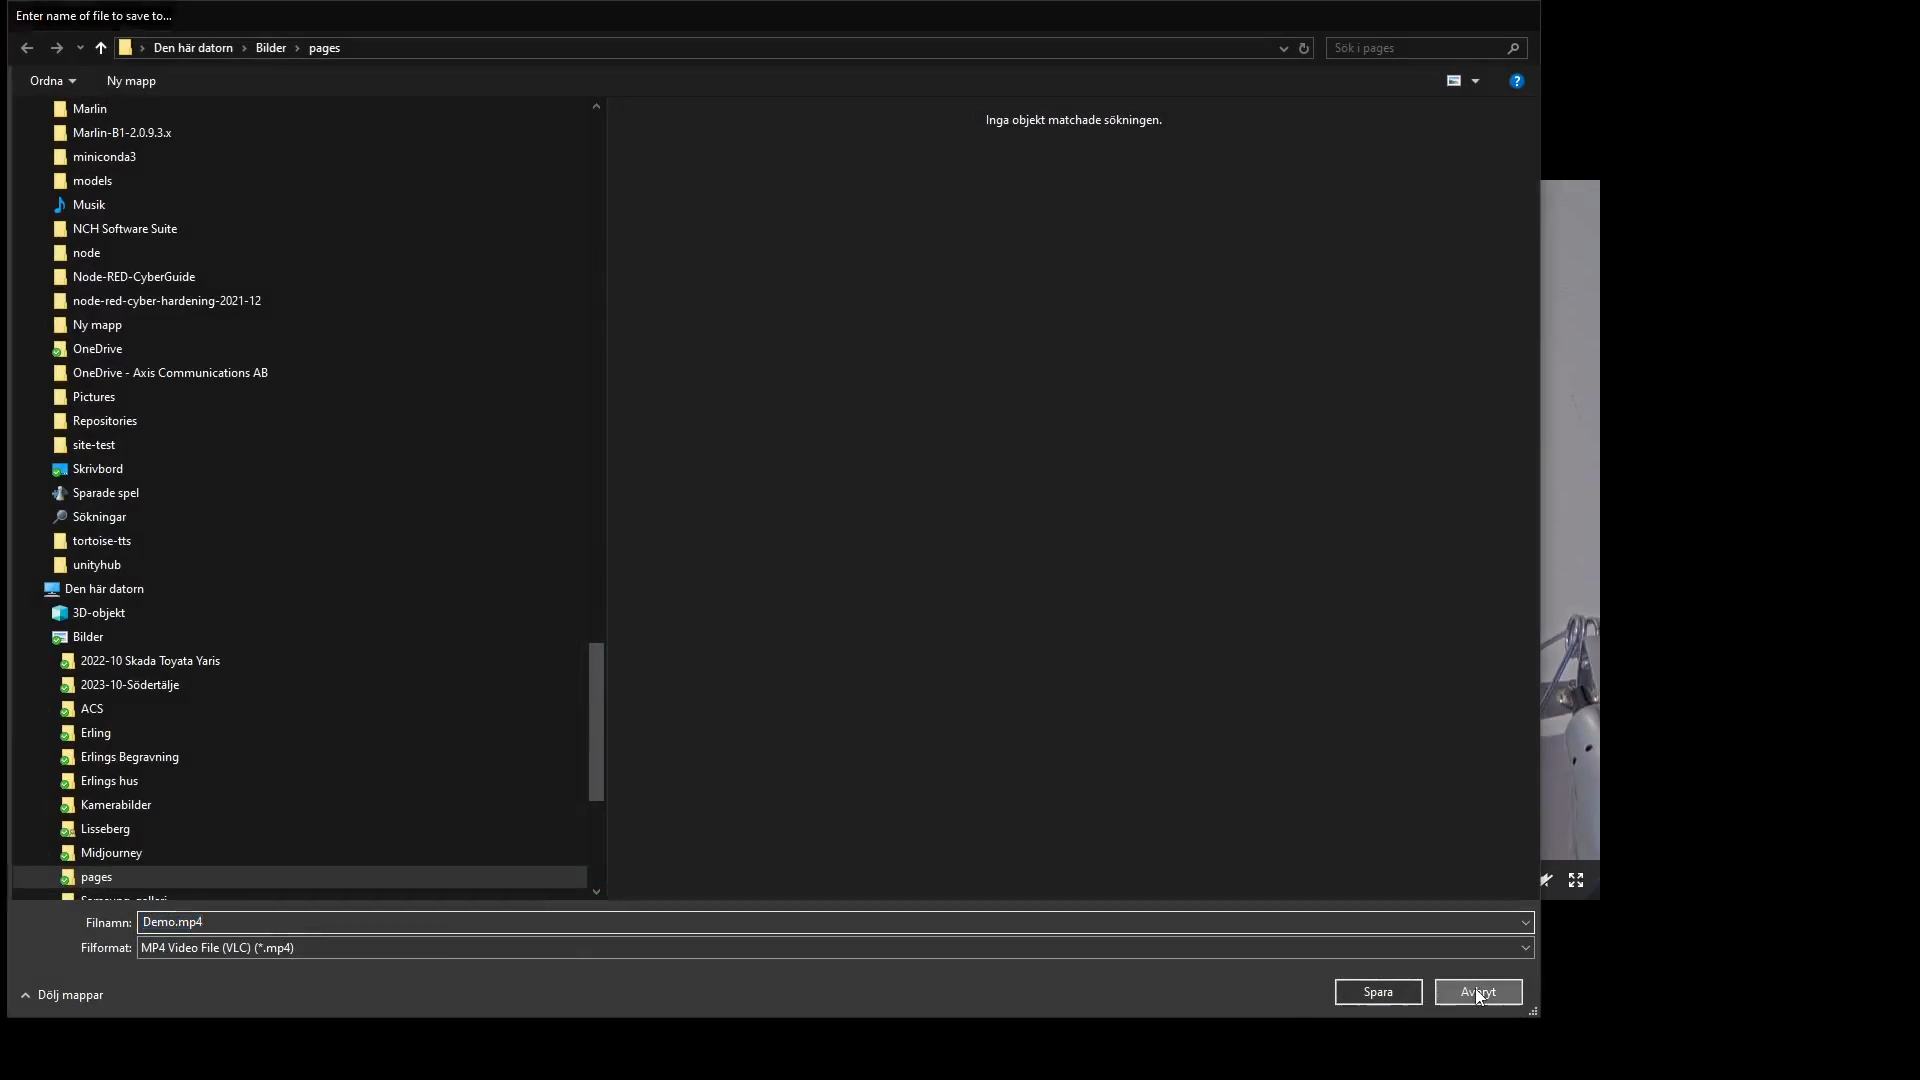 Enter name of file to save to...
Den här datorn > Bilder > pages
Sök i pages
Ordna
Ny mapp
Inga objekt matchade sökningen.
Marlin
Marlin-B1-2.0.9.3.x
miniconda3
models
Musik
NCH Software Suite
node
Node-RED-CyberGuide
node-red-cyber-hardening-2021-12
Ny mapp
OneDrive
OneDrive - Axis Communications AB
Pictures
Repositories
site-test
Skrivbord
Sparade spel
Sökningar
tortoise-tts
unityhub
Den här datorn
3D-objekt
Bilder
2022-10 Skada Toyata Yaris
2023-10-Södertälje
ACS
Erling
Erlings Begravning
Erlings hus
Kamerabilder
Lisseberg
Midjourney
pages
Filnamn: Demo.mp4
Filformat: MP4 Video File (VLC) (*.mp4)
Dölj mappar
Spara
Avbryt